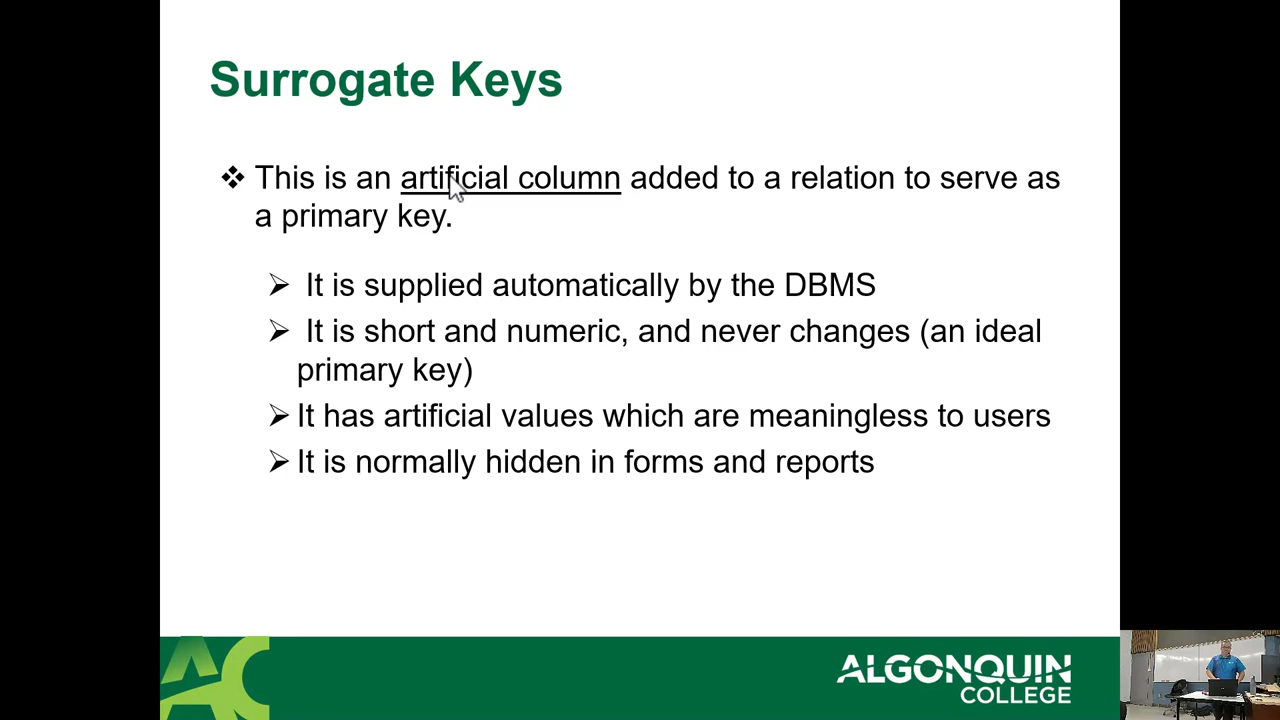 Surrogate Keys
❖ This is an artificial column added to a relation to serve as
a primary key.
➢ It is supplied automatically by the DBMS
➢ It is short and numeric, and never changes (an ideal
primary key)
➢ It has artificial values which are meaningless to users
➢ It is normally hidden in forms and reports
AC
ALGONQUIN
COLLEGE